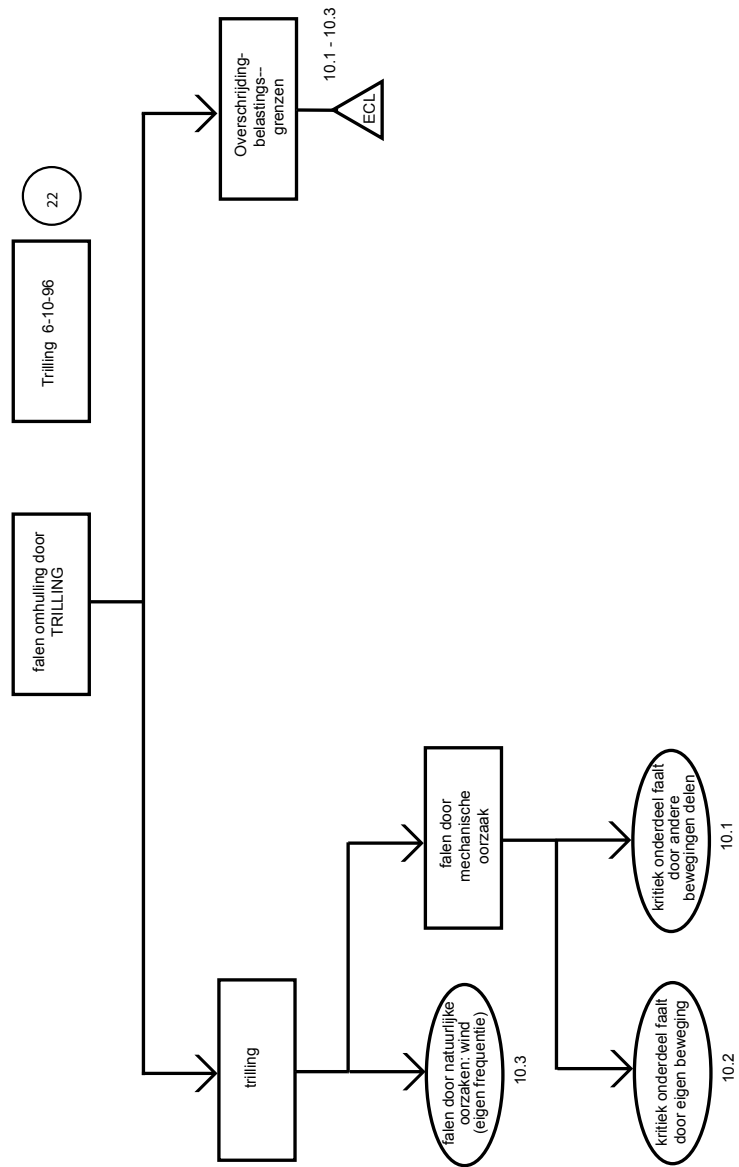 falen omhulling door
TRILLING
Trilling 6-10-96
22
trilling
Overschrijding-
belastings--
grenzen
10.1 - 10.3
ECL
falen door natuurlijke
oorzaken: wind
(eigen frequentie)
10.3
falen door
mechanische
oorzaak
kritiek onderdeel faalt
door eigen beweging
10.2
kritiek onderdeel faalt
door andere
bewegingen delen
10.1